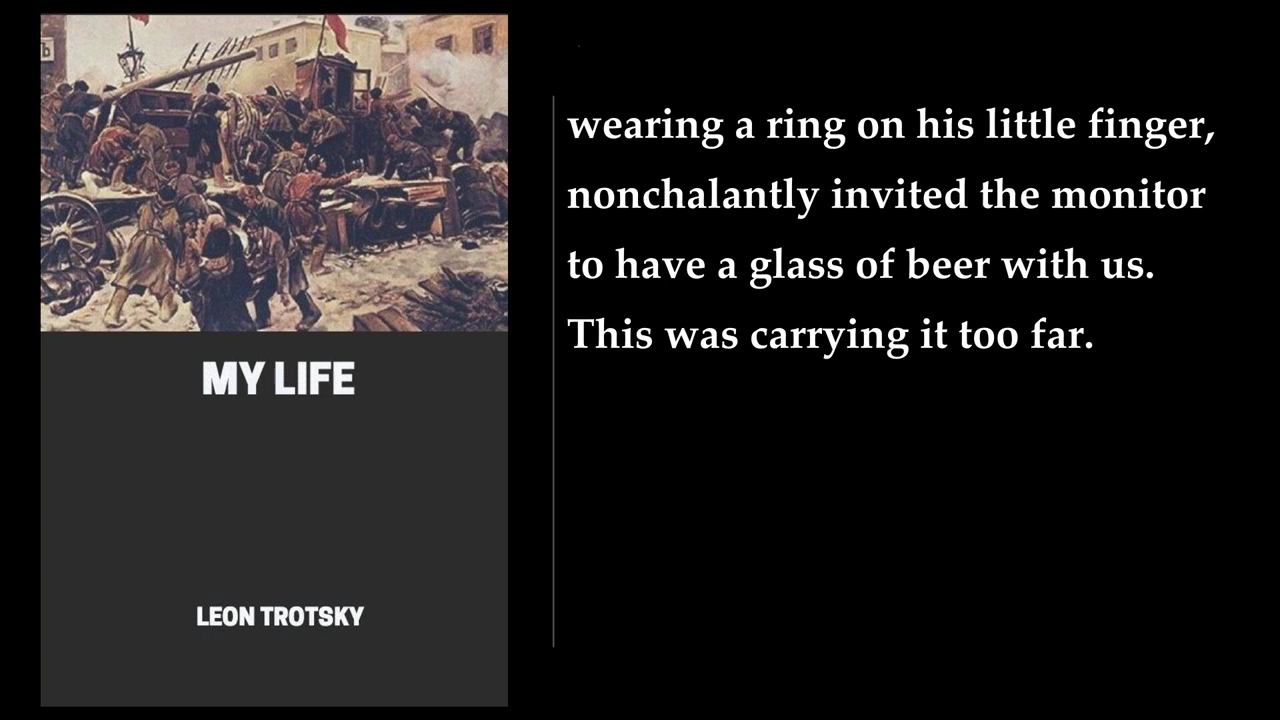 MY LIFE
LEON TROTSKY
wearing a ring on his little finger,
nonchalantly invited the monitor
to have a glass of beer with us.
This was carrying it too far.